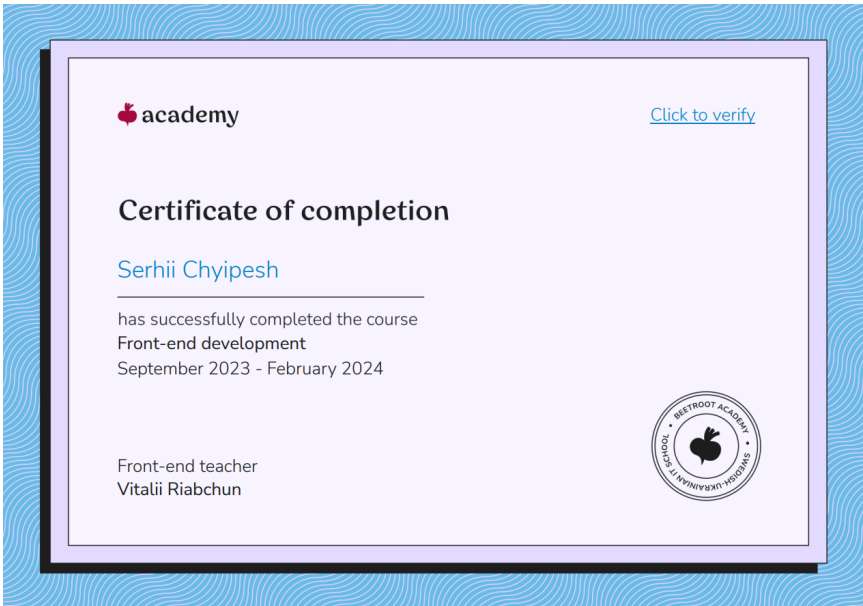 academy
Click to verify
Certificate of completion
Serhii Chyipesh
has successfully completed the course
Front-end development
September 2023 - February 2024
Front-end teacher
Vitalii Riabchun
BEETROOT ACADEMY • SWEDISH-UKRAINIAN IT SCHOOL •